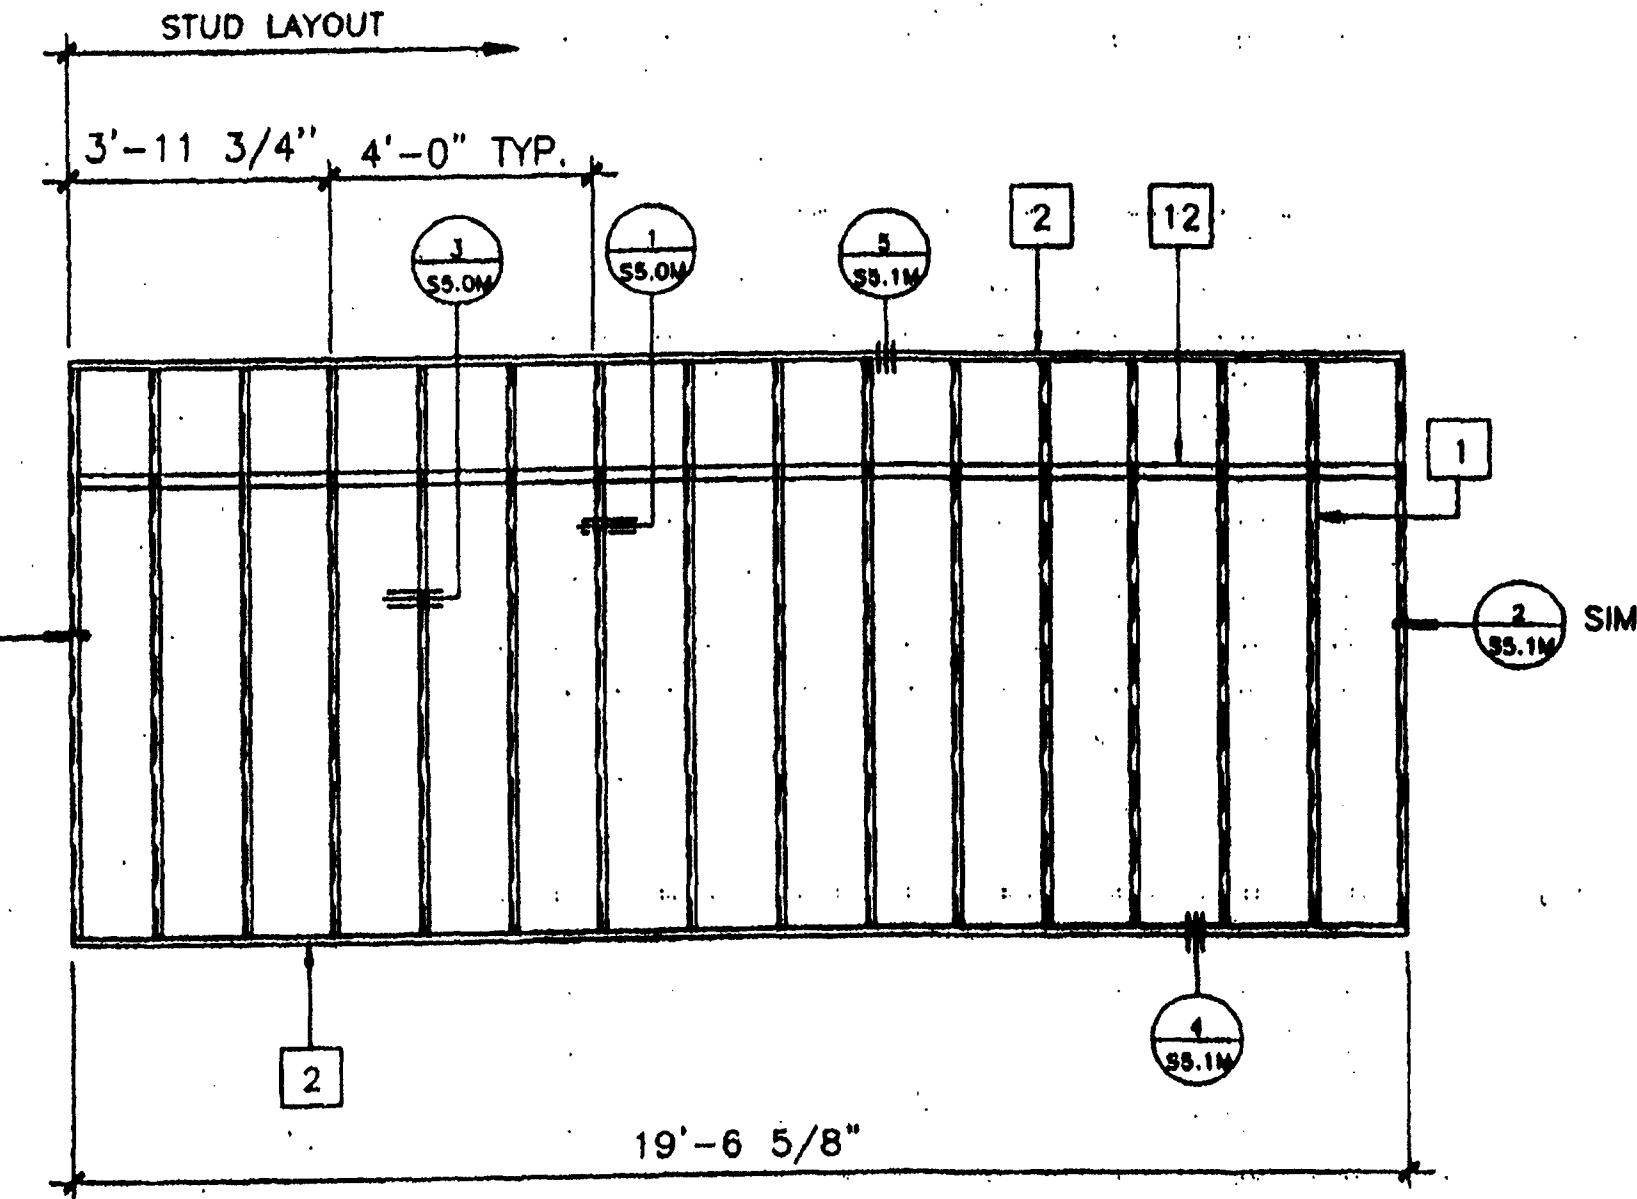 STUD LAYOUT
3'-11 3/4"
4'-0" TYP.
3
S5.0M
1
S5.0M
5
S5.1M
2
12
1
2
S5.1M
SIM
2
4
S5.1M
19'-6 5/8"